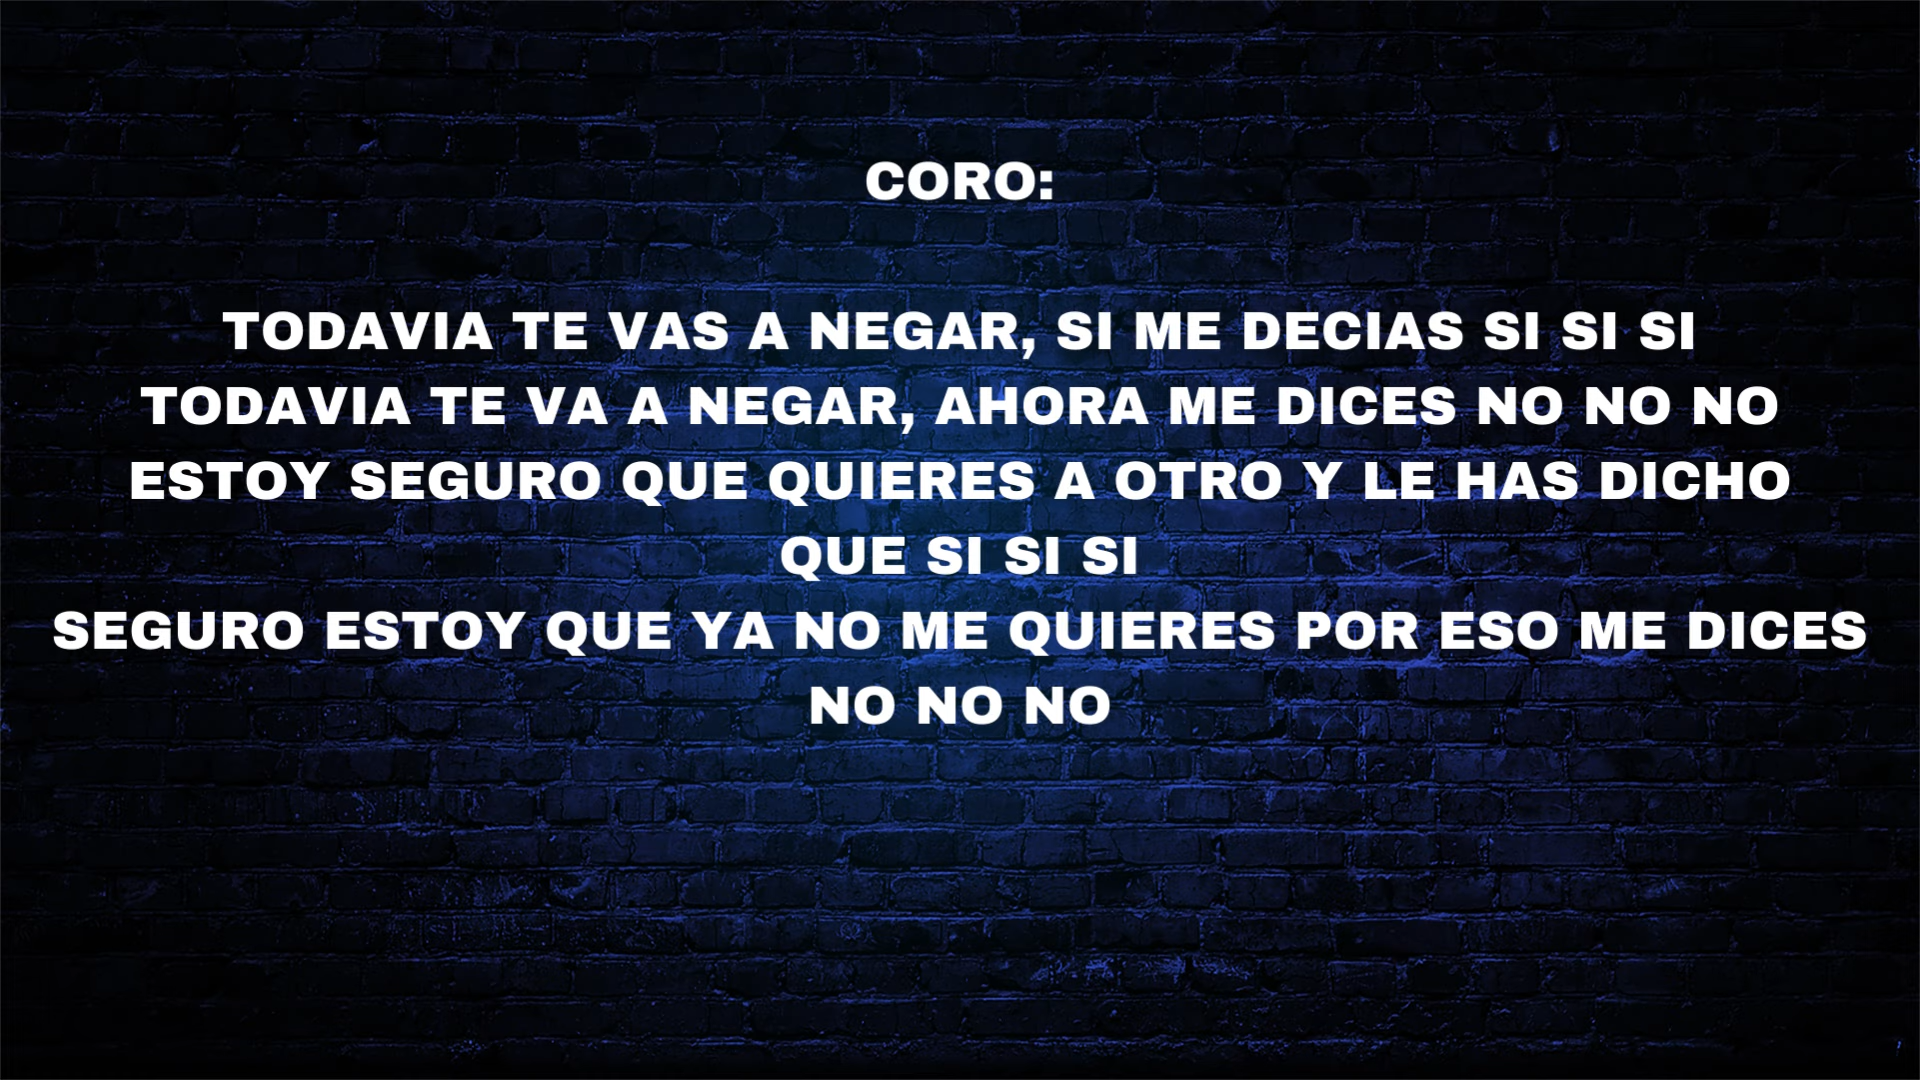 CORO:
TODAVIA TE VAS A NEGAR, SI ME DECIAS SI SI SI
TODAVIA TE VA A NEGAR, AHORA ME DICES NO NO NO
ESTOY SEGURO QUE QUIERES A OTRO Y LE HAS DICHO
QUE SI SI SI
SEGURO ESTOY QUE YA NO ME QUIERES POR ESO ME DICES
NO NO NO